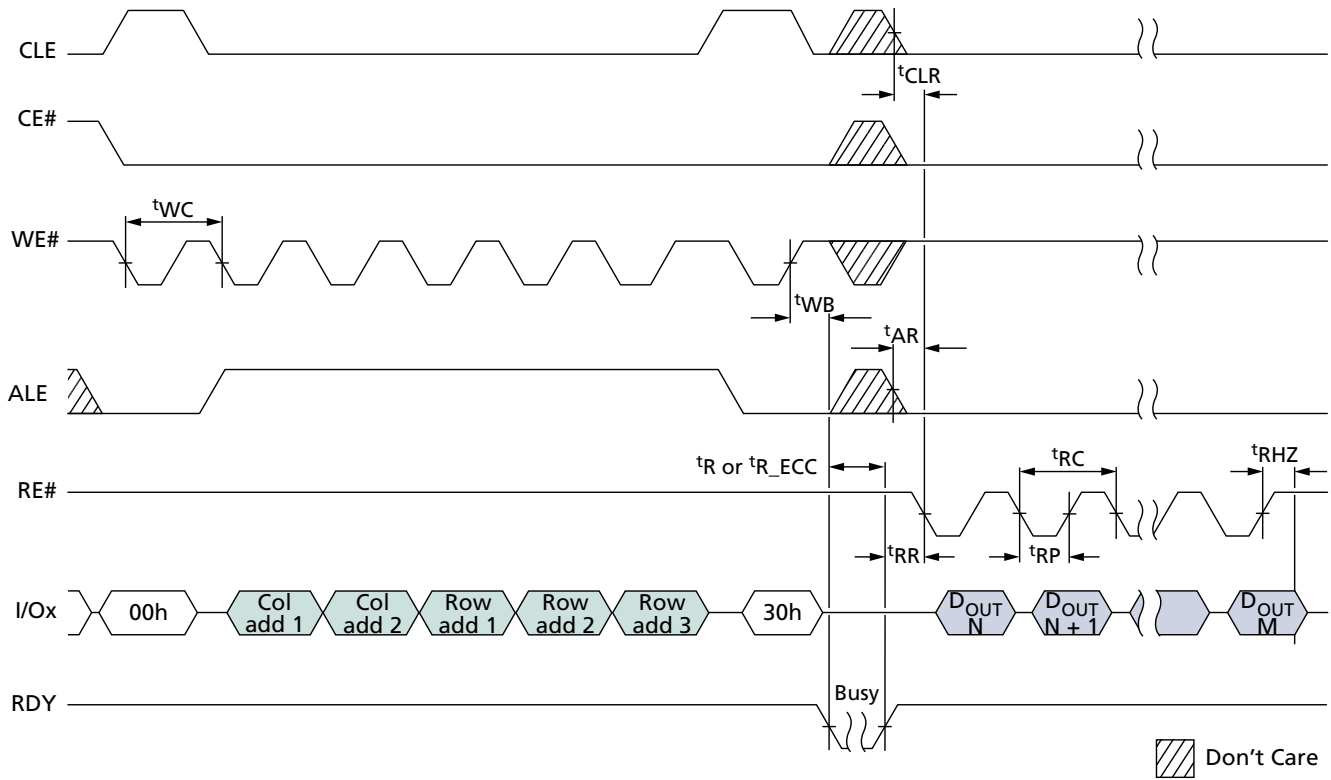 CLE
tCLR
CE#
tWC
WE#
tWB
tAR
ALE
tR or tR_ECC
tRC
tRHZ
RE#
tRR
tRP
I/Ox
00h
Col
add 1
Col
add 2
Row
add 1
Row
add 2
Row
add 3
30h
DOUT
N
DOUT
N + 1
DOUT
M
RDY
Busy
Don't Care